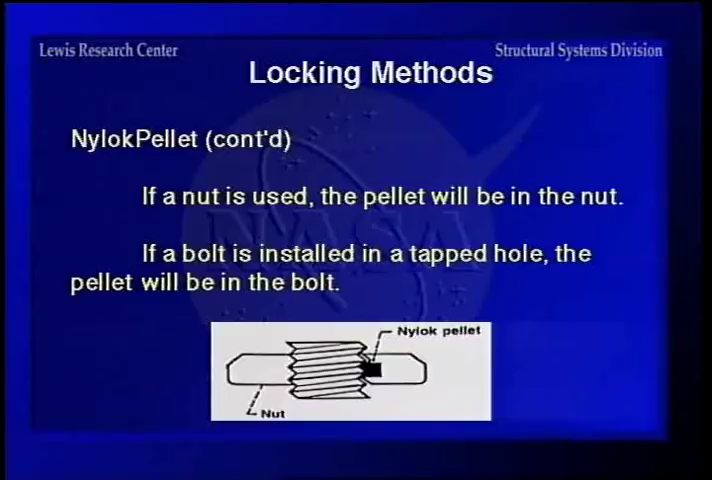 Lewis Research Center
Structural Systems Division
Locking Methods
NylokPellet (cont'd)
If a nut is used, the pellet will be in the nut.
If a bolt is installed in a tapped hole, the
pellet will be in the bolt.
Nylok pellet
Nut
NASA